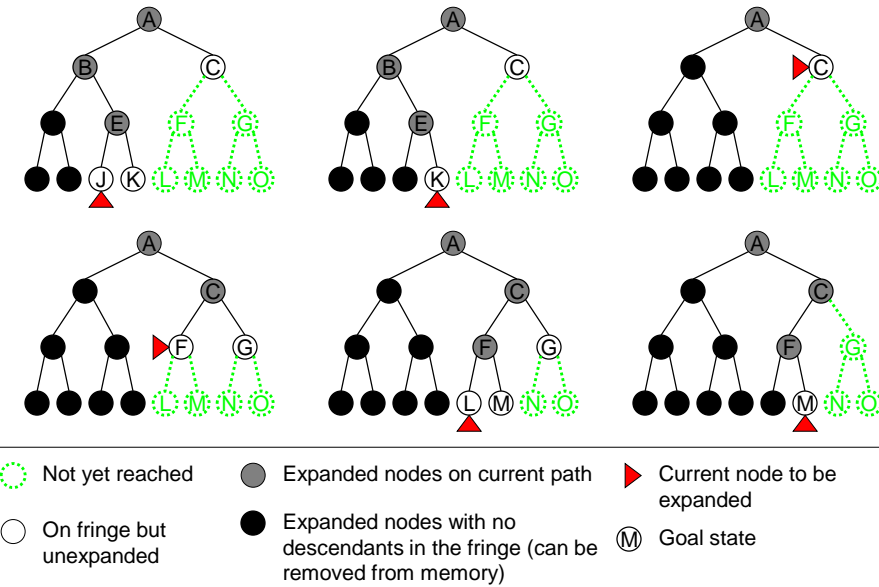 A A A
B C B C C
E F G E F G F G
J K L M N O K L M N O L M N O
A A A
C C C
F G F G F G
L M N O L M N O M N O
Not yet reached
Expanded nodes on current path
Current node to be
expanded
On fringe but
unexpanded
Expanded nodes with no
descendants in the fringe (can be
removed from memory)
M Goal state